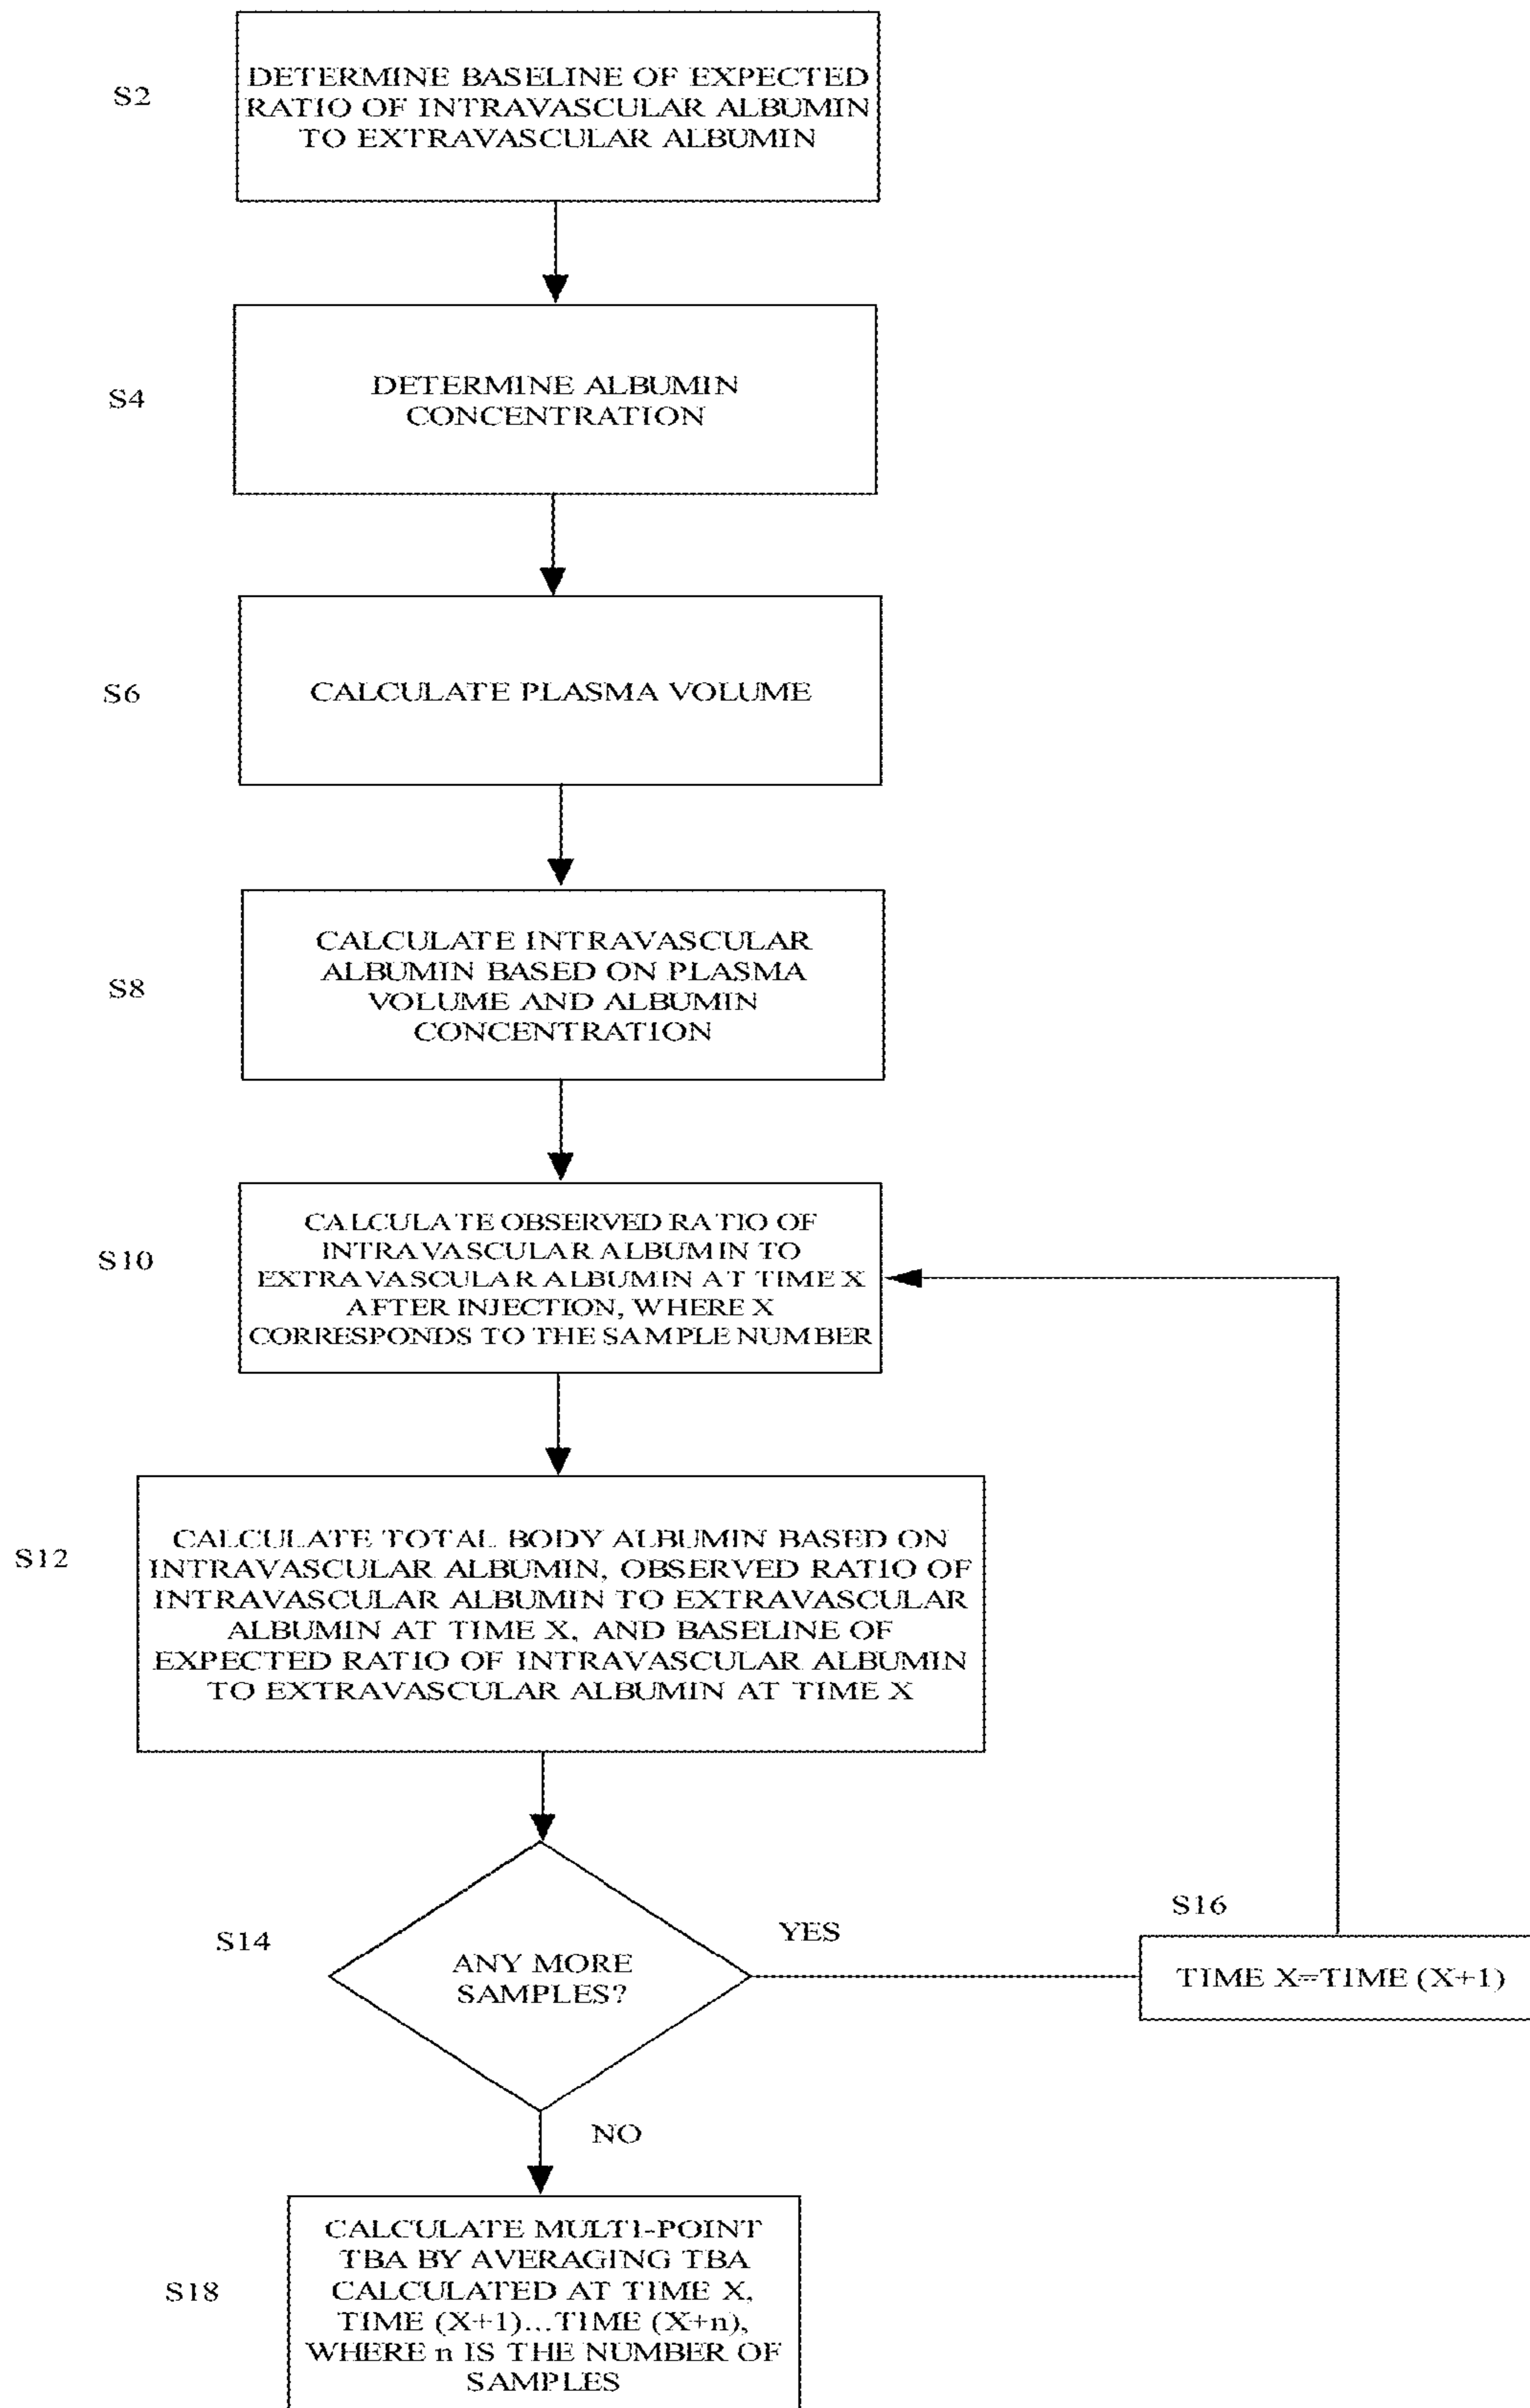 S2
DETERMINE BASELINE OF EXPECTED
RATIO OF INTRAVASCULAR ALBUMIN
TO EXTRAVASCULAR ALBUMIN
S4
DETERMINE ALBUMIN
CONCENTRATION
S6
CALCULATE PLASMA VOLUME
S8
CALCULATE INTRAVASCULAR
ALBUMIN BASED ON PLASMA
VOLUME AND ALBUMIN
CONCENTRATION
S10
CALCULATE OBSERVED RATIO OF
INTRAVASCULAR ALBUMIN TO
EXTRAVASCULAR ALBUMIN AT TIME X
AFTER INJECTION, WHERE X
CORRESPONDS TO THE SAMPLE NUMBER
S12
CALCULATE TOTAL BODY ALBUMIN BASED ON
INTRAVASCULAR ALBUMIN, OBSERVED RATIO OF
INTRAVASCULAR ALBUMIN TO EXTRAVASCULAR
ALBUMIN AT TIME X, AND BASELINE OF
EXPECTED RATIO OF INTRAVASCULAR ALBUMIN
TO EXTRAVASCULAR ALBUMIN AT TIME X
S14
ANY MORE
SAMPLES?
YES
S16
TIME X=TIME (X+1)
NO
S18
CALCULATE MULTI-POINT
TBA BY AVERAGING TBA
CALCULATED AT TIME X,
TIME (X+1)...TIME (X+n),
WHERE n IS THE NUMBER OF
SAMPLES